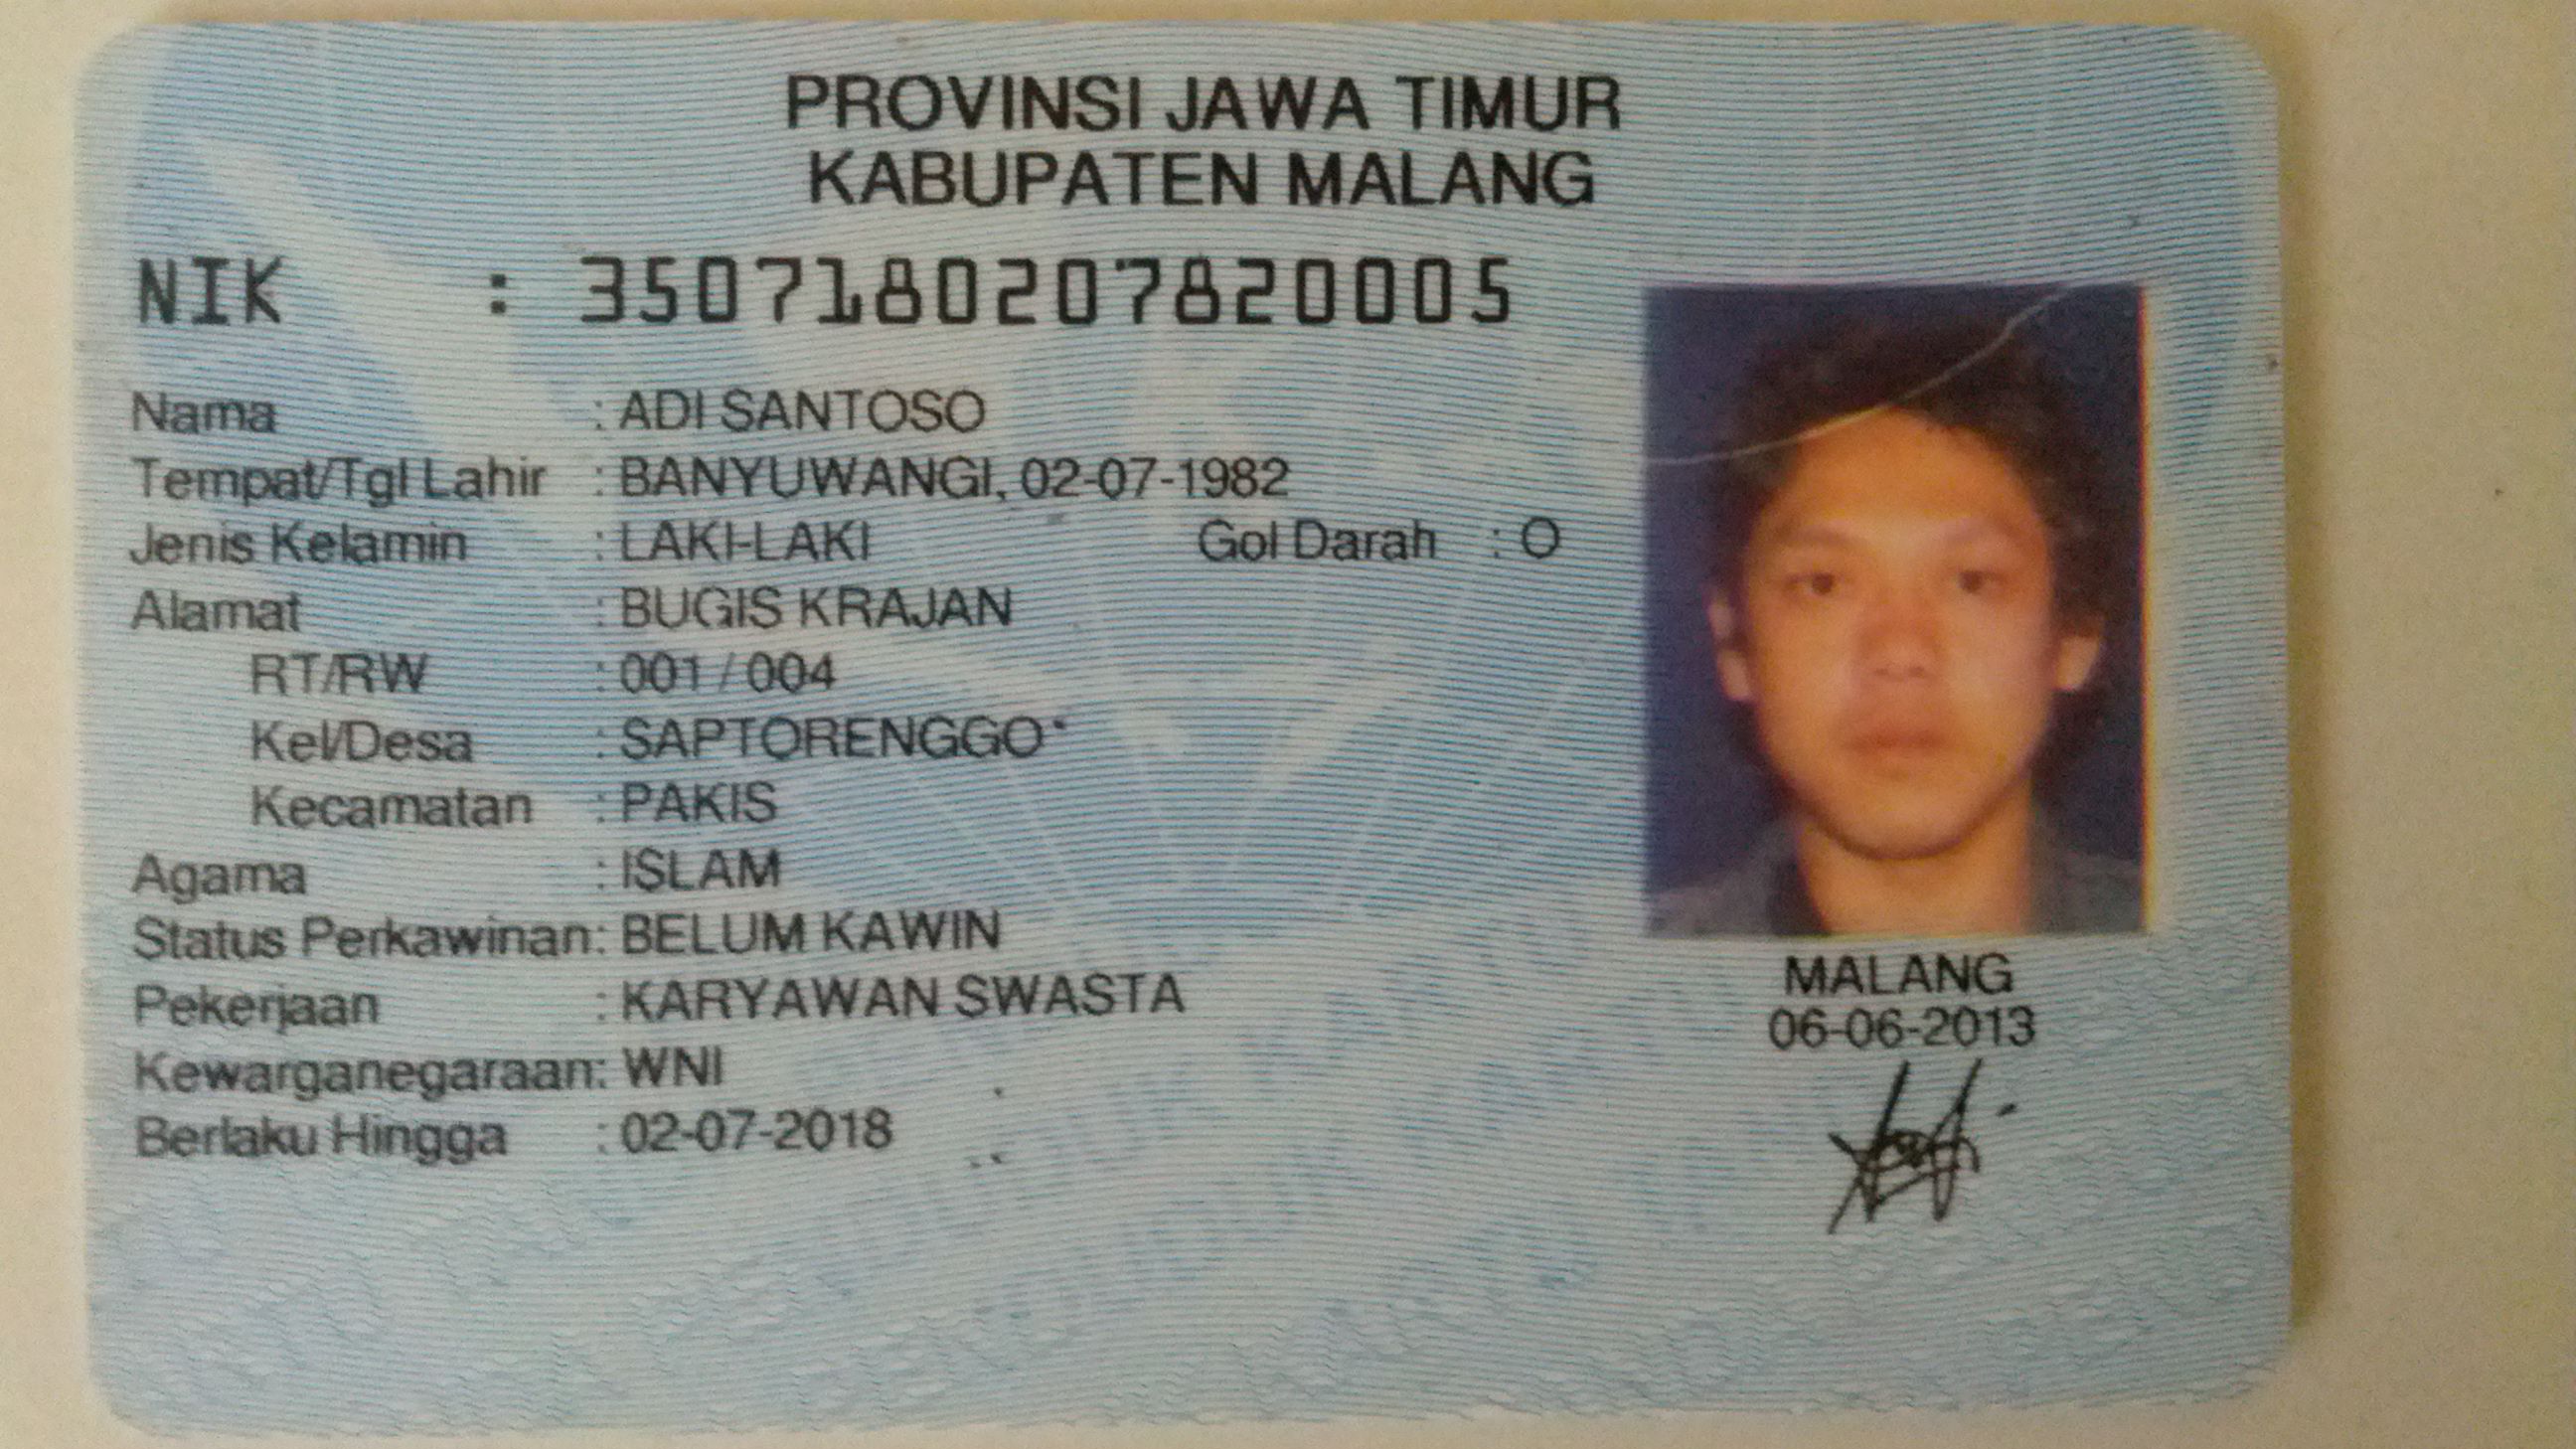 PROVINSI JAWA TIMUR
KABUPATEN MALANG
NIK : 3507180207820005
Nama : ADI SANTOSO
Tempat/Tgl Lahir : BANYUWANGI, 02-07-1982
Jenis Kelamin : LAKI-LAKI Gol Darah : O
Alamat : BUGIS KRAJAN
RT/RW : 001 / 004
Kel/Desa : SAPTORENGGO
Kecamatan : PAKIS
Agama : ISLAM
Status Perkawinan: BELUM KAWIN
Pekerjaan : KARYAWAN SWASTA
Kewarganegaraan: WNI
Berlaku Hingga : 02-07-2018
MALANG
06-06-2013